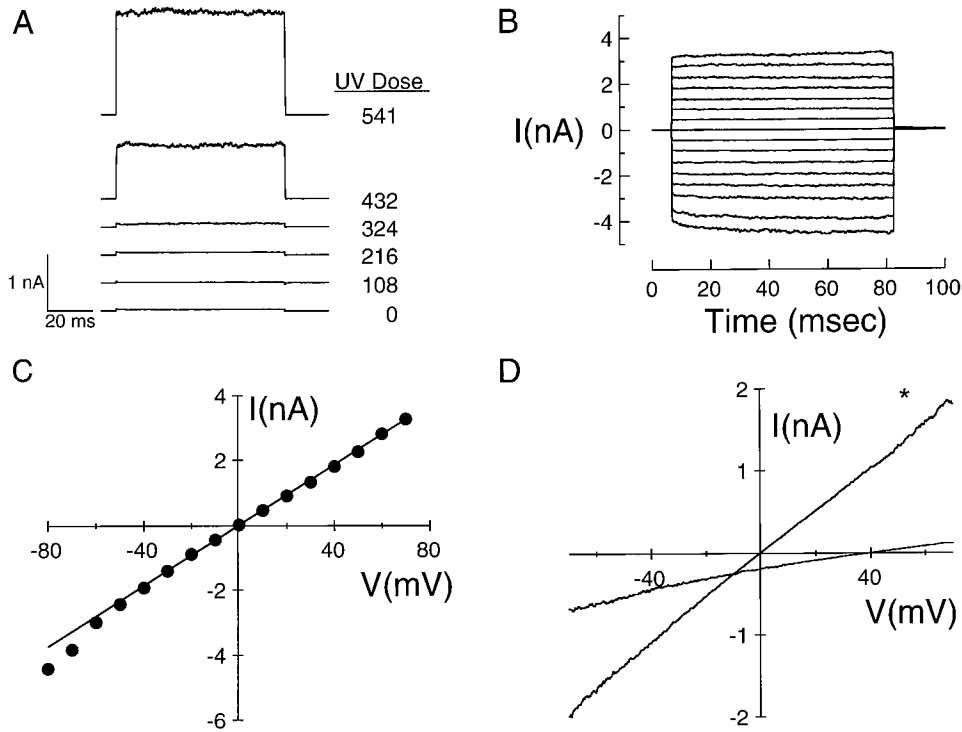 A
UV Dose
541
432
324
216
108
0
1 nA
20 ms
B
4
2
0
-2
-4
I(nA)
0 20 40 60 80 100
Time (msec)
C
4
2
-2
-4
-6
I(nA)
-80 -40 40 80
V(mV)
D
2
1
-1
-2
I(nA)
*
-40 40
V(mV)